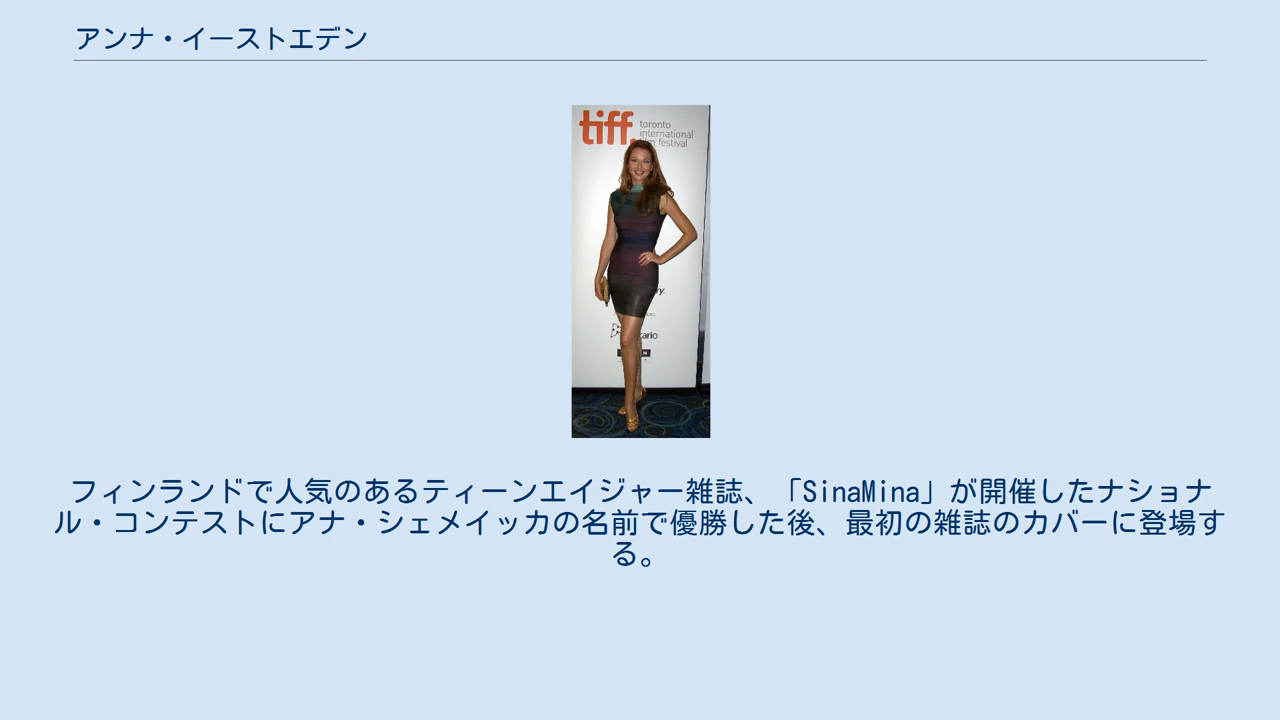 アンナ・イーストエデン
tiff.
toronto
international
film festival
フィンランドで人気のあるティーンエイジャー雑誌、「SinaMina」が開催したナショナ
ル・コンテストにアナ・シェメイッカの名前で優勝した後、最初の雑誌のカバーに登場す
る。